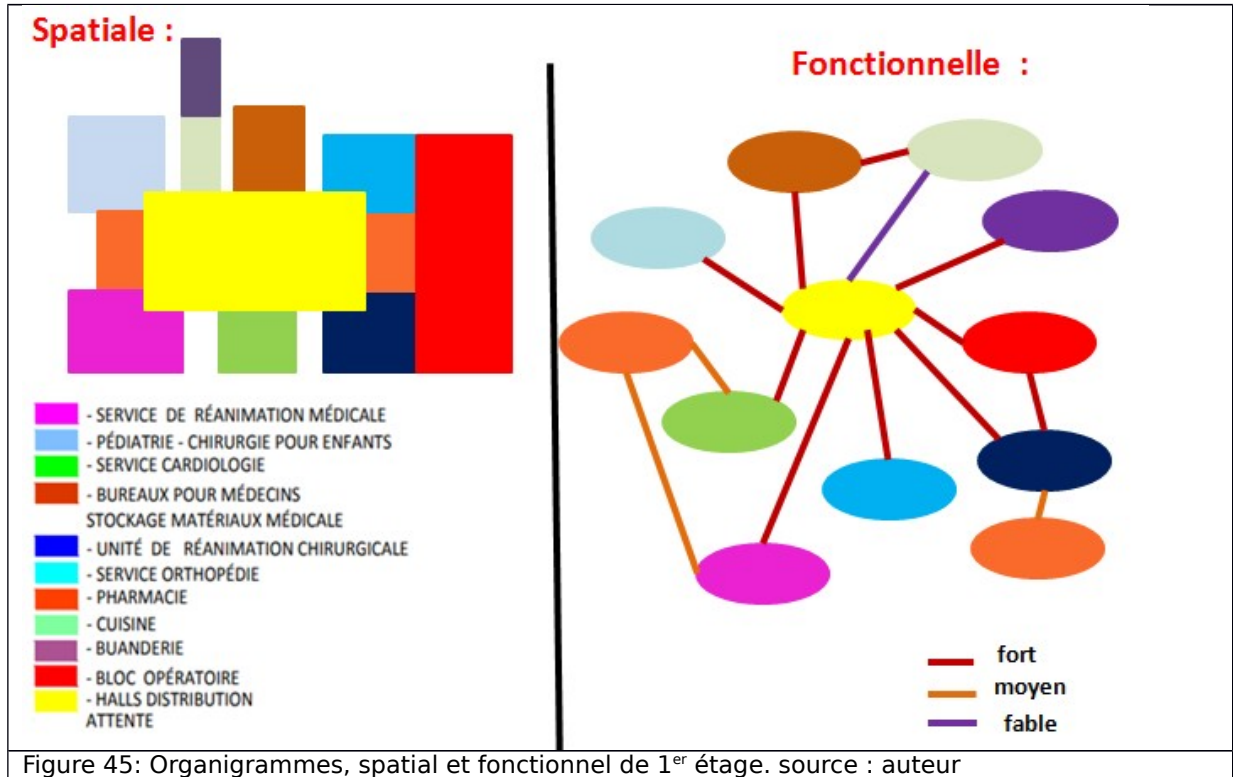 Spatiale :
Fonctionnelle :
- SERVICE DE RÉANIMATION MÉDICALE
- PÉDIATRIE - CHIRURGIE POUR ENFANTS
- SERVICE CARDIOLOGIE
- BUREAUX POUR MÉDECINS
STOCKAGE MATÉRIAUX MÉDICALE
- UNITÉ DE RÉANIMATION CHIRURGICALE
- SERVICE ORTHOPÉDIE
- PHARMACIE
- CUISINE
- BUANDERIE
- BLOC OPÉRATOIRE
- HALLS DISTRIBUTION
ATTENTE
fort
moyen
fable
Figure 45: Organigrammes, spatial et fonctionnel de 1er étage. source : auteur